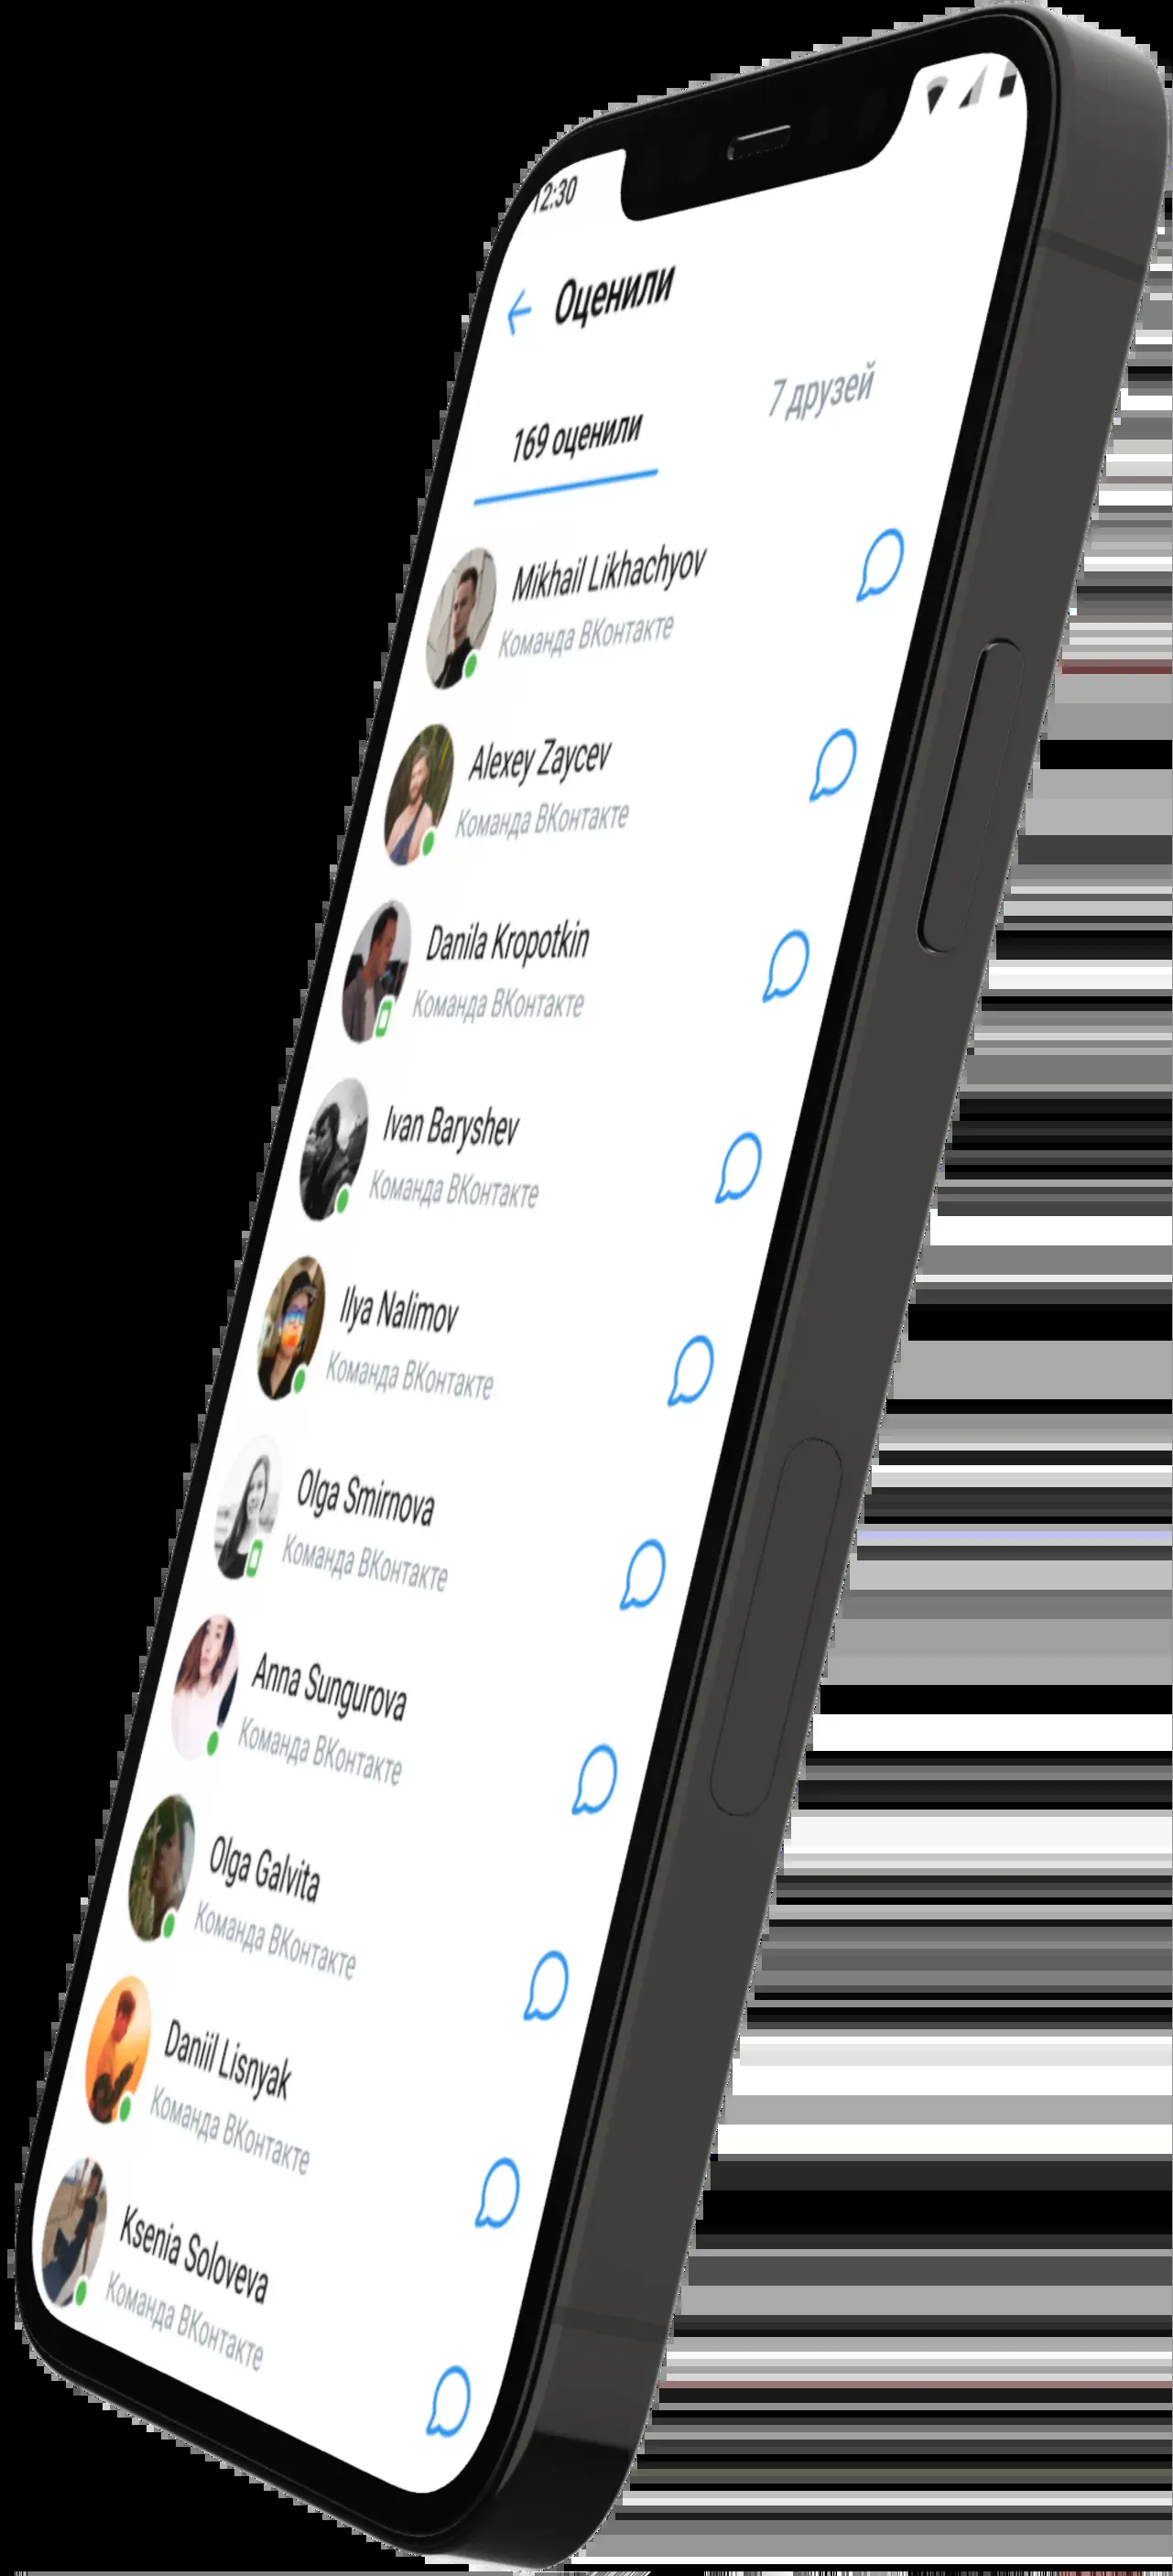 12:30
Оценили
169 оценили
7 друзей
Mikhail Likhachyov
Команда ВКонтакте
Alexey Zaycev
Команда ВКонтакте
Danila Kropotkin
Команда ВКонтакте
Ivan Baryshev
Команда ВКонтакте
Ilya Nalimov
Команда ВКонтакте
Olga Smirnova
Команда ВКонтакте
Anna Sungurova
Команда ВКонтакте
Olga Galvita
Команда ВКонтакте
Daniil Lisnyak
Команда ВКонтакте
Ksenia Soloveva
Команда ВКонтакте